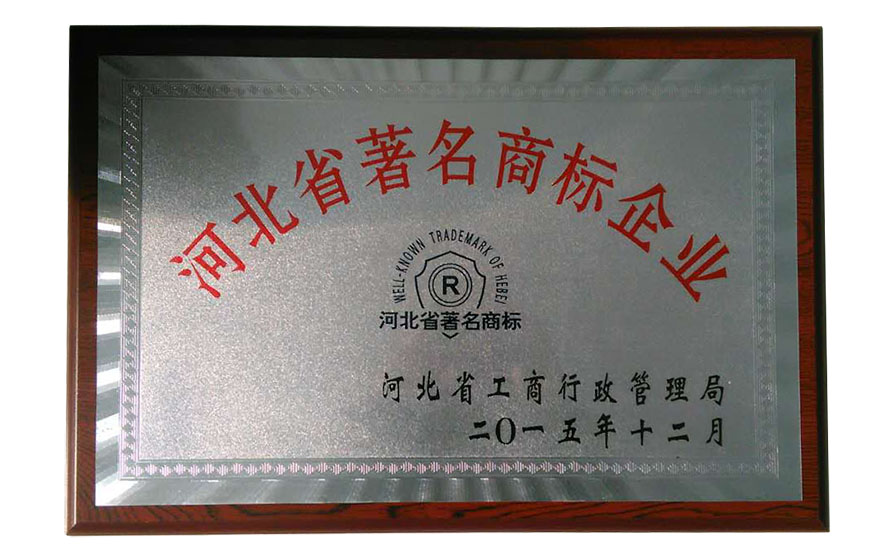 河北省著名商标企业
WELL-KNOWN TRADEMARK OF HEBEI
R
河北省著名商标
河北省工商行政管理局
二〇一五年十二月